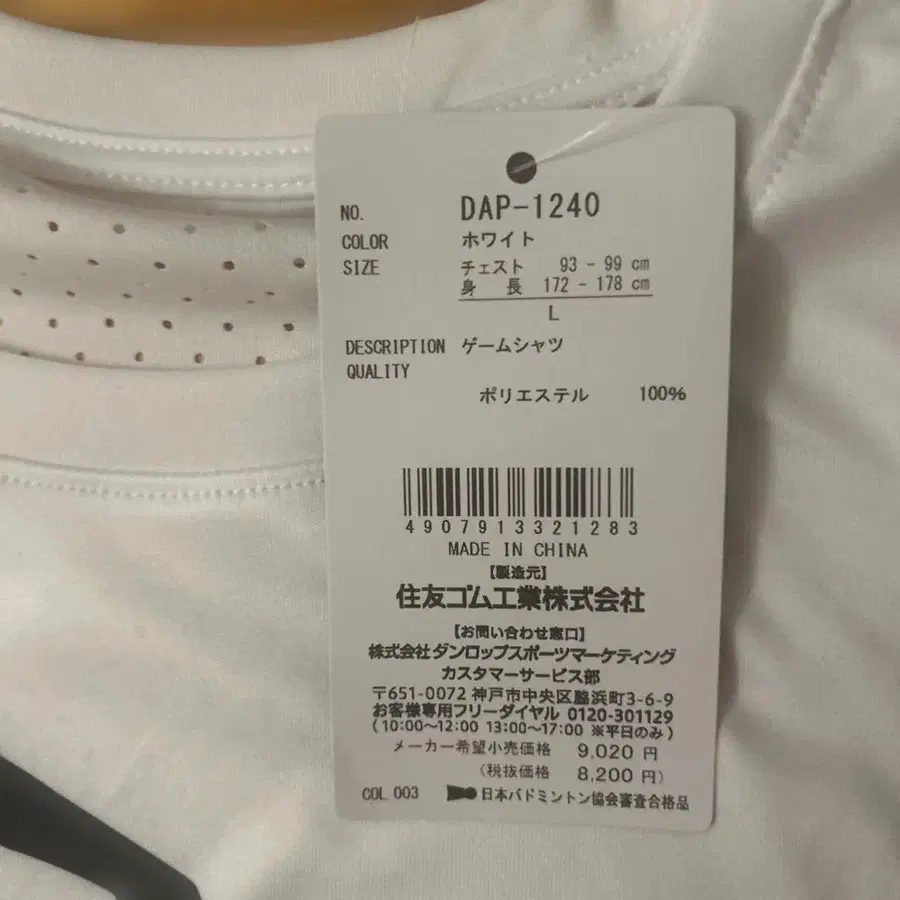 NO. DAP-1240
COLOR ホワイト
SIZE チェスト 93 - 99 cm
身 長 172 - 178 cm
L
DESCRIPTION ゲームシャツ
QUALITY
ポリエステル 100%
4907913321283
MADE IN CHINA
【製造元】
住友ゴム工業株式会社
【お問い合わせ窓口】
株式会社ダンロップスポーツマーケティング
カスタマーサービス部
〒651-0072 神戸市中央区脇浜町3-6-9
お客様専用フリーダイヤル 0120-301129
(10:00～12:00 13:00～17:00 ※平日のみ)
メーカー希望小売価格 9,020 円
(税抜価格 8,200 円)
COL 003 日本バドミントン協会審査合格品